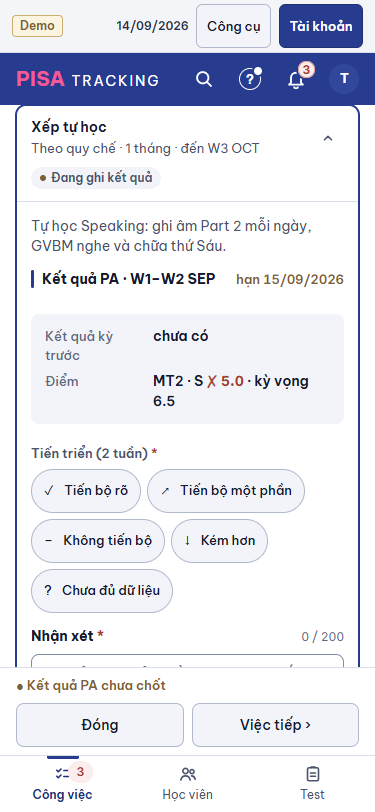 Demo 14/09/2026 Công cụ Tài khoản
PISA TRACKING ? 3 T
Xếp tự học
Theo quy chế · 1 tháng · đến W3 OCT
● Đang ghi kết quả
Tự học Speaking: ghi âm Part 2 mỗi ngày,
GVBM nghe và chữa thứ Sáu.
Kết quả PA · W1–W2 SEP hạn 15/09/2026
Kết quả kỳ trước chưa có
Điểm MT2 · S ✗ 5.0 · kỳ vọng 6.5
Tiến triển (2 tuần) *
✓ Tiến bộ rõ ↗ Tiến bộ một phần
– Không tiến bộ ↓ Kém hơn
? Chưa đủ dữ liệu
Nhận xét * 0 / 200
● Kết quả PA chưa chốt
Đóng Việc tiếp ›
3
Công việc Học viên Test